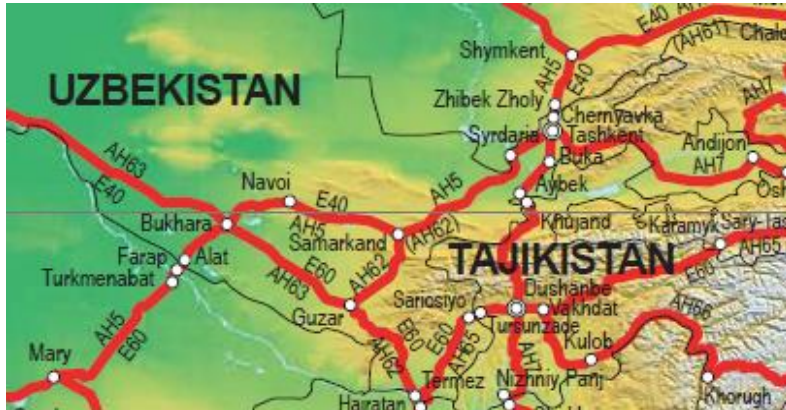 E40
AH
(AH61)
Chale
Shymkent
AH5
E40
UZBEKISTAN
Zhibek Zholy
Chernyavka
AH7
Syrdaria
Tashkent
Andijon
AH63
Buka
AH7
Osh
E40
Navoi
E40
AH5
Aybek
Bukhara
AH5
Khujand
Karamyk
Sary-Tas
Samarkand
(AH62)
AH65
Farap
Alat
E60
TAJIKISTAN
E60
Turkmenabat
AH63
AH62
Dushanbe
Sariosiyo
Vakhdat
AH66
Guzar
Tursunzade
AH5
E60
E60
E60
AH65
AH7
Kulob
Mary
AH62
Termez
Nizhniy Panj
Hairatan
Khorugh